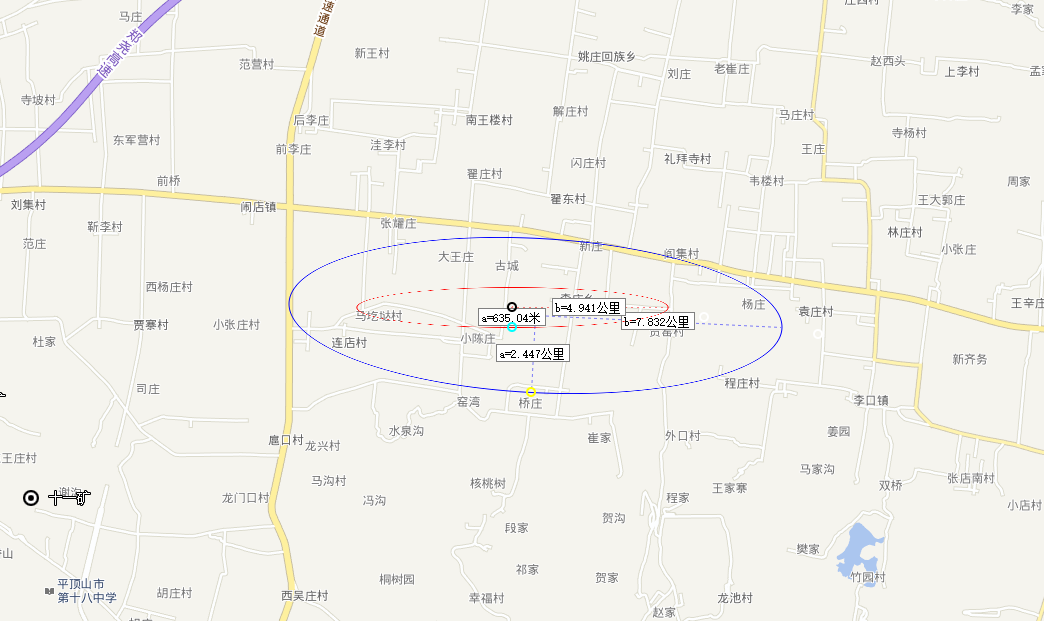 马庄
郑尧高速
速通道
新王村
范营村
姚庄回族乡
刘庄
老崔庄
赵西头
上李村
李家
寺坡村
东军营村
后李庄
前李庄
洼李村
南王楼村
解庄村
马庄村
寺杨村
王庄
闪庄村
礼拜寺村
韦楼村
周家
前桥
翟庄村
翟东村
王大郭庄
刘集村
闹店镇
张耀庄
靳李村
范庄
大王庄
古城
新庄
闾集村
林庄村
小张庄
西杨庄村
杨庄
袁庄村
王辛庄
b=4.941公里
a=635.04米
b=7.832公里
马圪垯村
贾寨村
小张庄村
杜家
连店村
小陈庄
a=2.447公里
新齐务
司庄
程庄村
李口镇
窑湾
桥庄
水泉沟
崔家
外口村
姜园
扈口村
龙兴村
王庄村
马沟村
核桃树
马家沟
双桥
张店南村
谢沟
十一矿
龙门口村
冯沟
程家
王家寨
小店村
贺沟
段家
樊家
祁家
贺家
竹园村
桐树园
平顶山市
第十八中学
胡庄村
西吴庄村
幸福村
赵家
龙池村